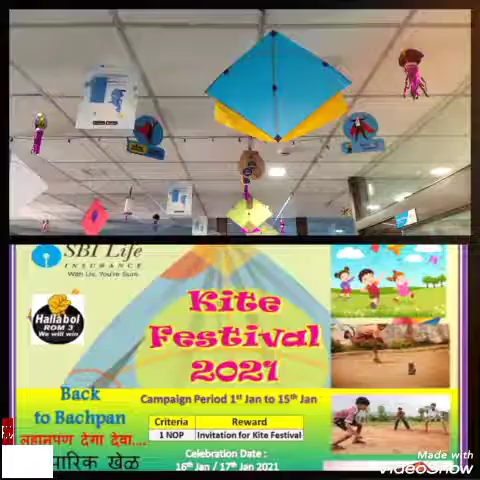 SBI Life
INSURANCE
With Us, You're Sure
Hallabol
ROM 3
We will win
Kite
Festival
2021
Campaign Period 1st Jan to 15th Jan
Back
to Bachpan
Criteria Reward
1 NOP Invitation for Kite Festival
लहानपण देगा देवा....
पारिक खेळ
Celebration Date :
16th Jan / 17th Jan 2021
Made with
VideoShow